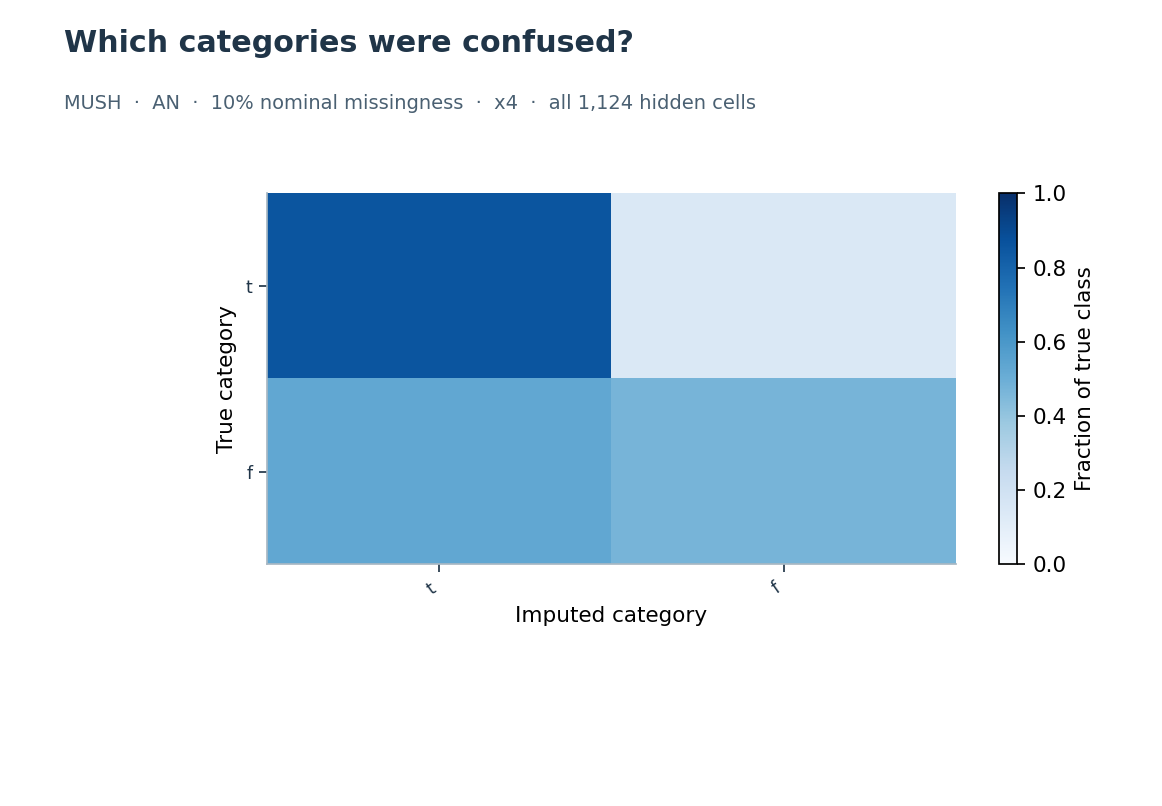 Which categories were confused?
MUSH · AN · 10% nominal missingness · x4 · all 1,124 hidden cells
True category
t
f
t
f
Imputed category
1.0
0.8
0.6
0.4
0.2
0.0
Fraction of true class